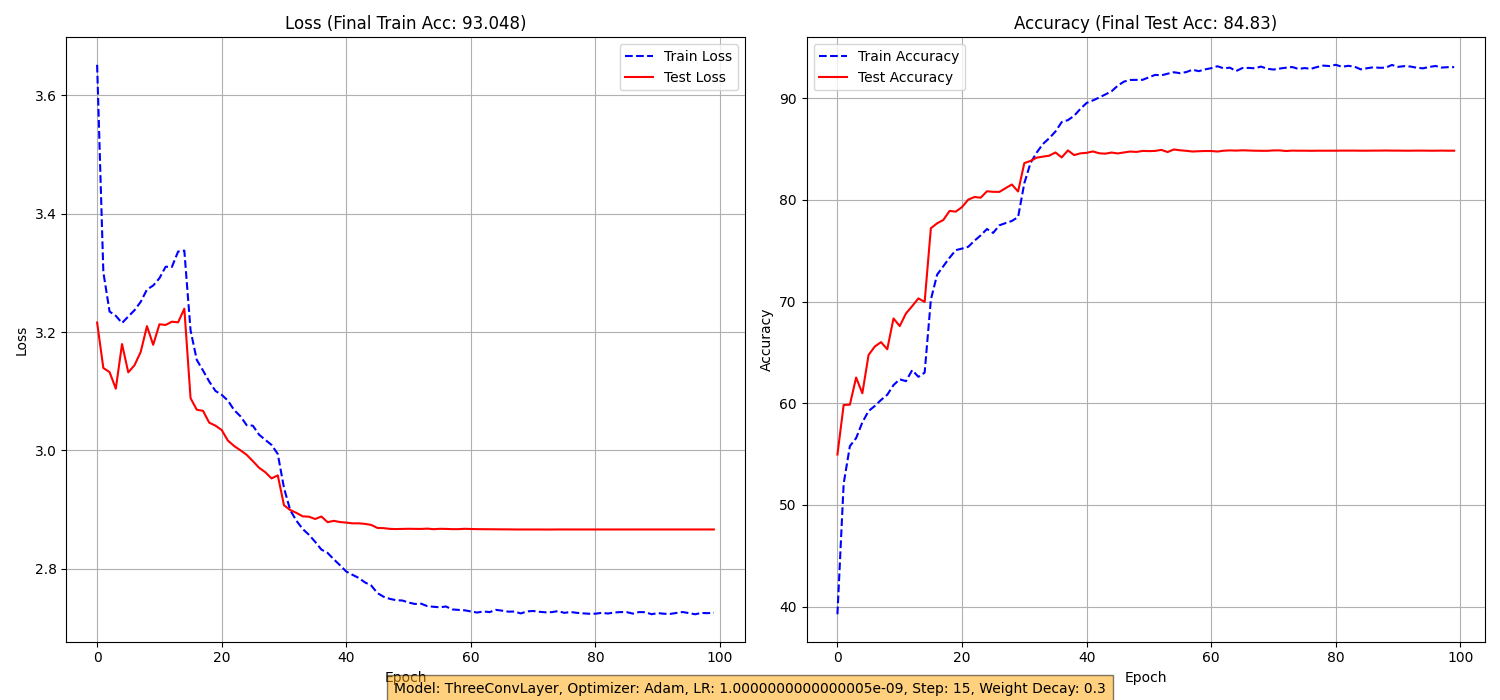 Loss (Final Train Acc: 93.048)
Train Loss
Test Loss
3.6
3.4
3.2
3.0
2.8
Loss
0 20 40 60 80 100
Epoch
Accuracy (Final Test Acc: 84.83)
Train Accuracy
Test Accuracy
90
80
70
60
50
40
Accuracy
0 20 40 60 80 100
Epoch
Model: ThreeConvLayer, Optimizer: Adam, LR: 1.0000000000000005e-09, Step: 15, Weight Decay: 0.3